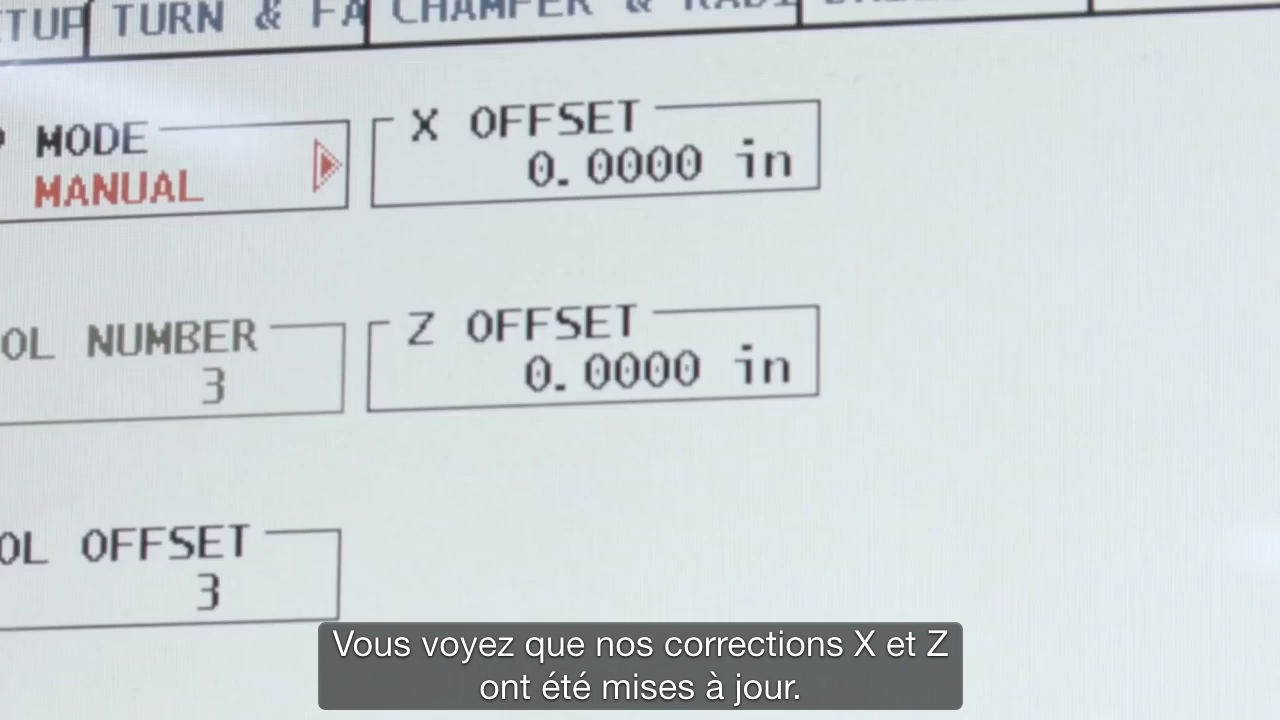 TURN & FA CHAMFER &
MODE
MANUAL
X OFFSET
0.0000 in
OL NUMBER
3
Z OFFSET
0.0000 in
OL OFFSET
3
Vous voyez que nos corrections X et Z
ont été mises à jour.